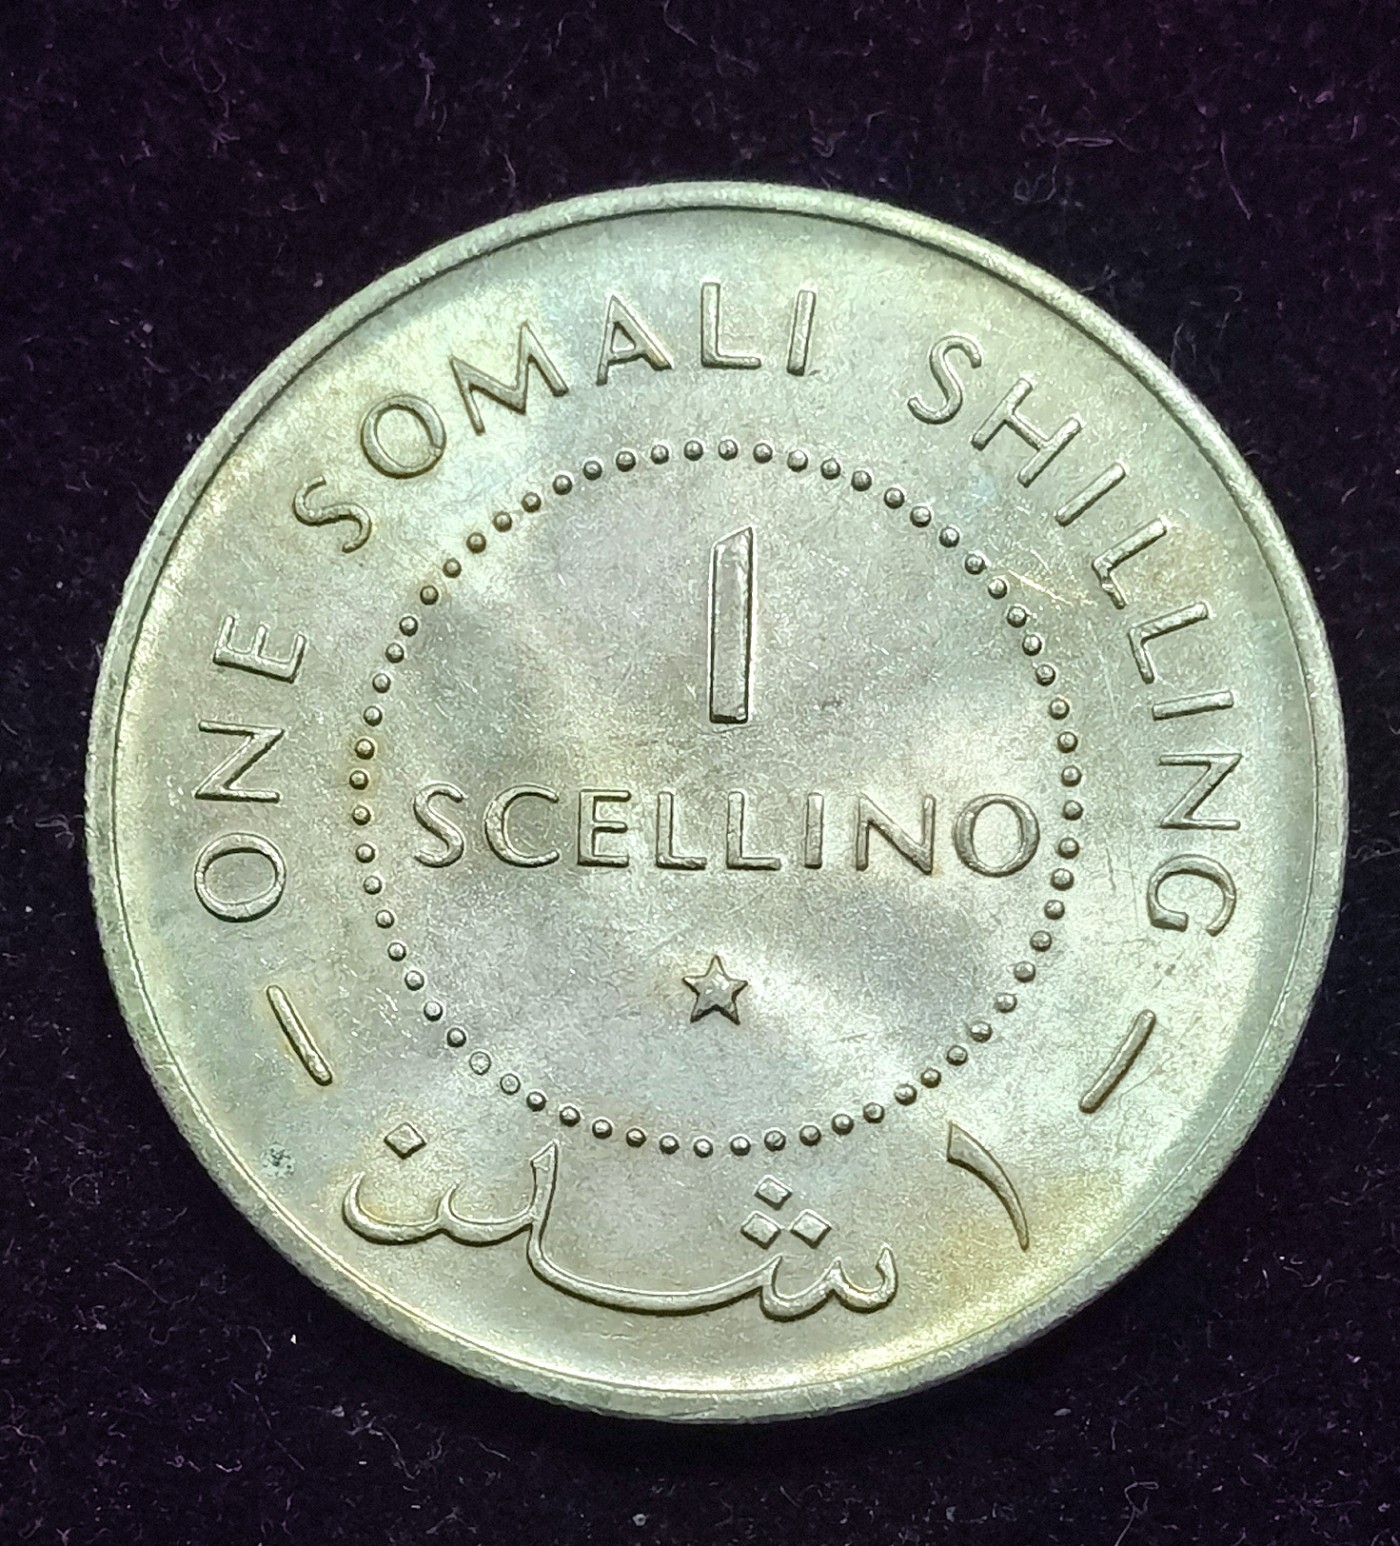 ONE SOMALI SHILLING
1
SCELLINO
١ شلن